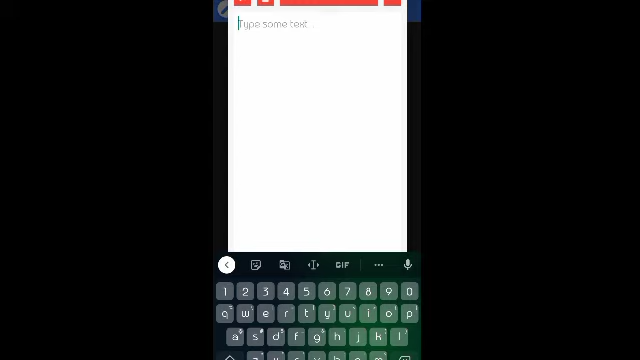 Type some text...
GIF
1 2 3 4 5 6 7 8 9 0
q w e r t y u i o p
a s d f g h j k l